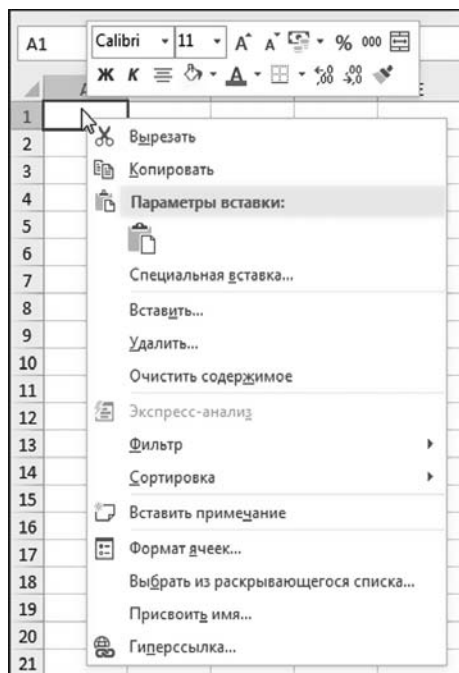 A1
Calibri 11 A A % 000
Ж К А ,00 ,00
A E
1
2 Вырезать
3 Копировать
4 Параметры вставки:
5
6
7 Специальная вставка...
8 Вставить...
9 Удалить...
10 Очистить содержимое
11
12 Экспресс-анализ
13 Фильтр
14 Сортировка
15 Вставить примечание
16
17 Формат ячеек...
18 Выбрать из раскрывающегося списка...
19 Присвоить имя...
20 Гиперссылка...
21